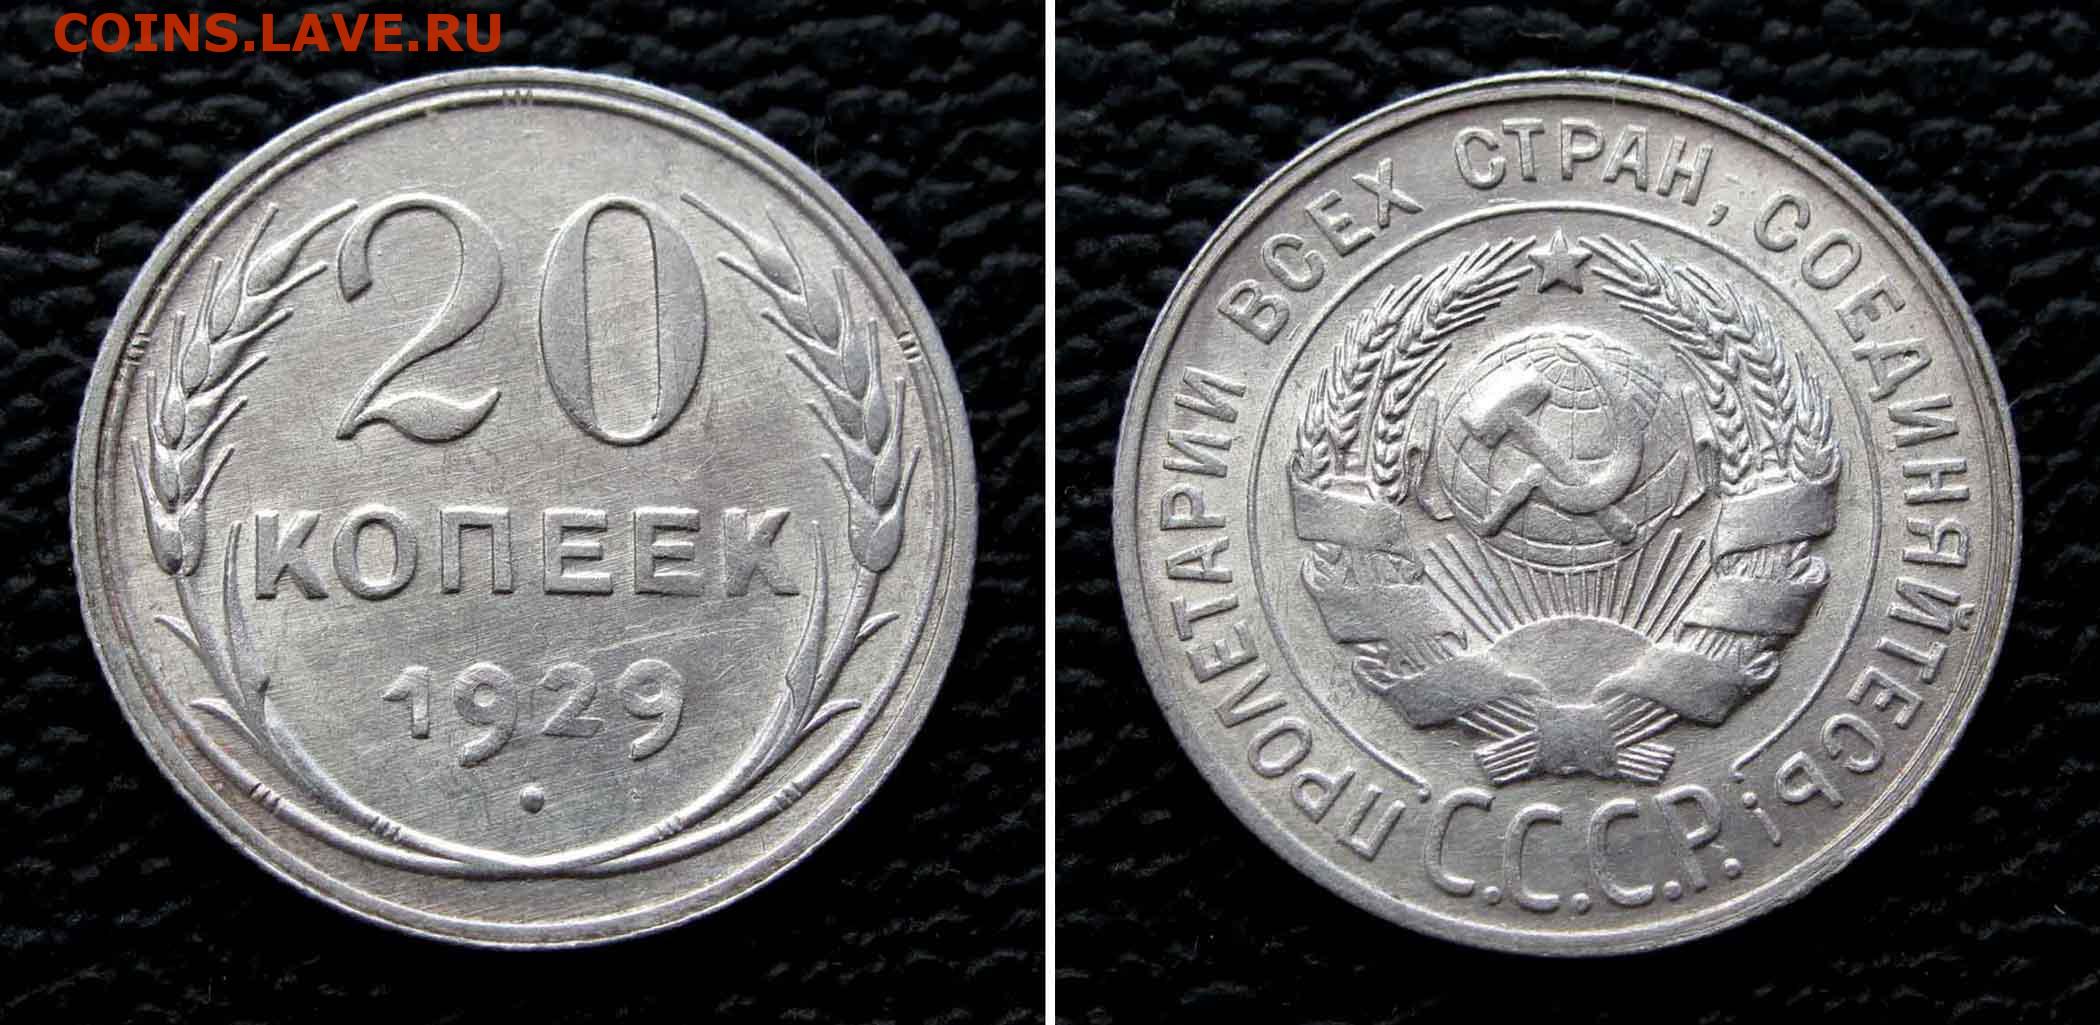 COINS.LAVE.RU
20
КОПЕЕК
1929
ПРОЛЕТАРИИ ВСЕХ СТРАН, СОЕДИНЯЙТЕСЬ!
С.С.С.Р.